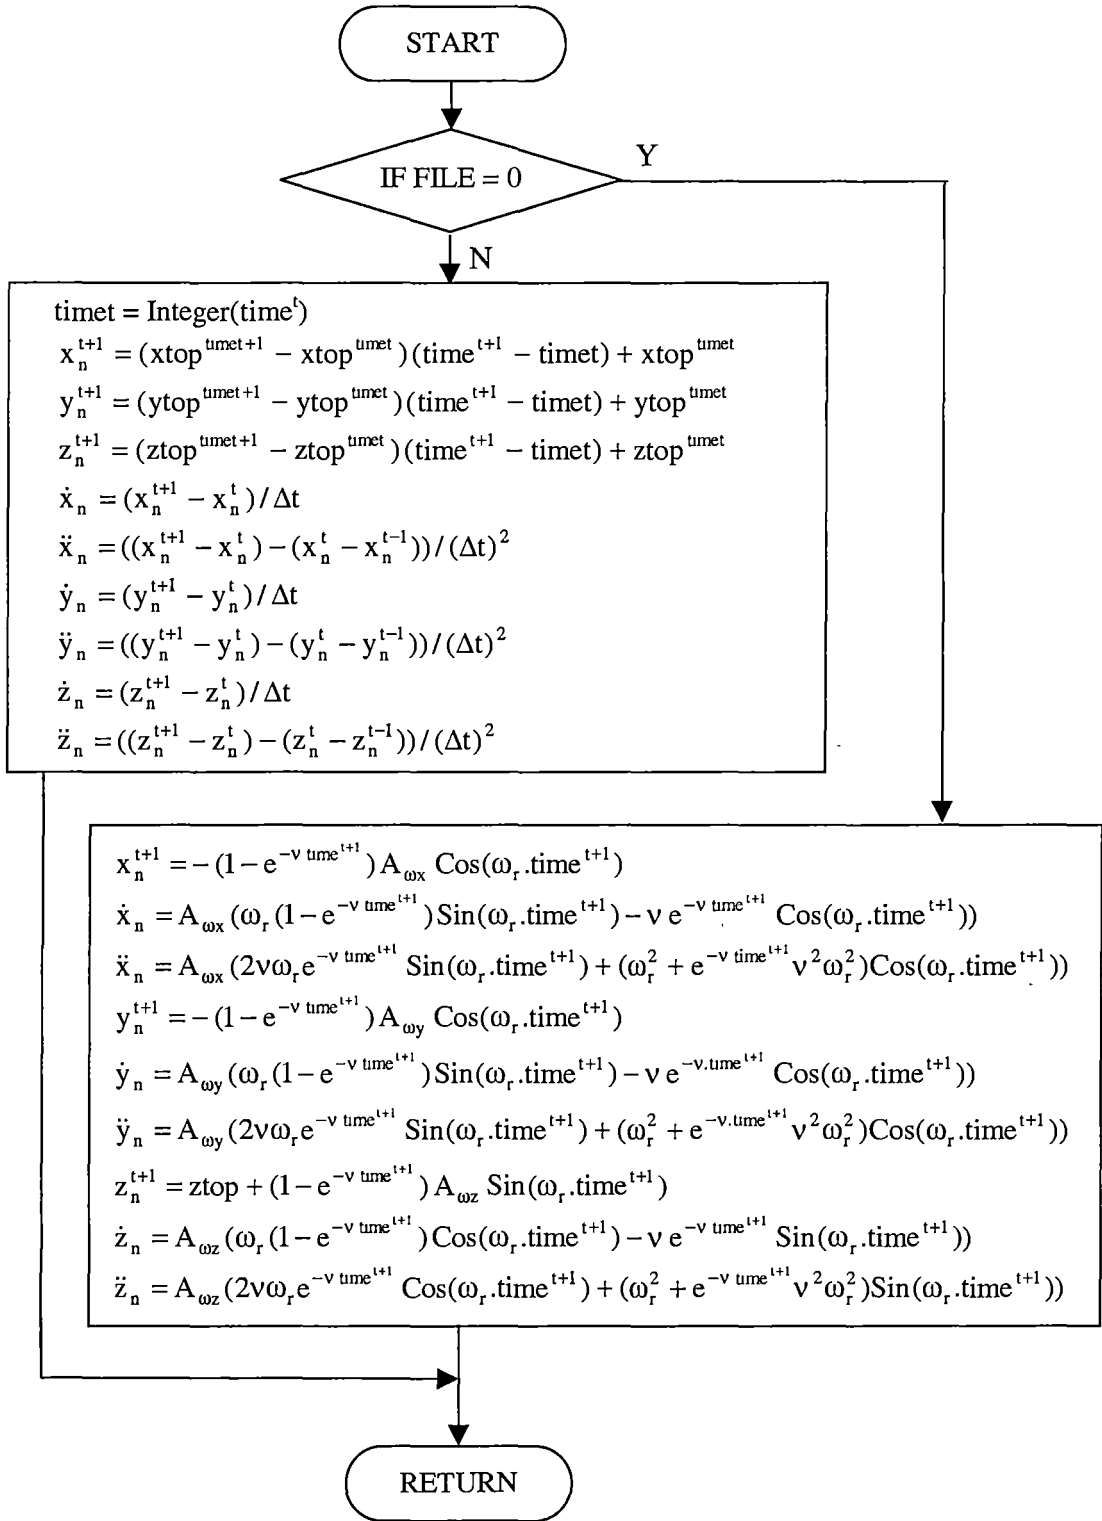 START
IF FILE = 0
Y
N
timet = Integer(time^t)
x_n^{t+1} = (xtop^{timet+1} − xtop^{timet})(time^{t+1} − timet) + xtop^{timet}
y_n^{t+1} = (ytop^{timet+1} − ytop^{timet})(time^{t+1} − timet) + ytop^{timet}
z_n^{t+1} = (ztop^{timet+1} − ztop^{timet})(time^{t+1} − timet) + ztop^{timet}
ẋ_n = (x_n^{t+1} − x_n^t)/Δt
ẍ_n = ((x_n^{t+1} − x_n^t) − (x_n^t − x_n^{t−1}))/(Δt)^2
ẏ_n = (y_n^{t+1} − y_n^t)/Δt
ÿ_n = ((y_n^{t+1} − y_n^t) − (y_n^t − y_n^{t−1}))/(Δt)^2
ż_n = (z_n^{t+1} − z_n^t)/Δt
z̈_n = ((z_n^{t+1} − z_n^t) − (z_n^t − z_n^{t−1}))/(Δt)^2
x_n^{t+1} = −(1 − e^{−ν time^{t+1}})A_{ωx} Cos(ω_r.time^{t+1})
ẋ_n = A_{ωx}(ω_r(1 − e^{−ν time^{t+1}})Sin(ω_r.time^{t+1}) − ν e^{−ν time^{t+1}} Cos(ω_r.time^{t+1}))
ẍ_n = A_{ωx}(2νω_r e^{−ν time^{t+1}} Sin(ω_r.time^{t+1}) + (ω_r^2 + e^{−ν time^{t+1}} ν^2ω_r^2)Cos(ω_r.time^{t+1}))
y_n^{t+1} = −(1 − e^{−ν time^{t+1}})A_{ωy} Cos(ω_r.time^{t+1})
ẏ_n = A_{ωy}(ω_r(1 − e^{−ν time^{t+1}})Sin(ω_r.time^{t+1}) − ν e^{−ν.time^{t+1}} Cos(ω_r.time^{t+1}))
ÿ_n = A_{ωy}(2νω_r e^{−ν time^{t+1}} Sin(ω_r.time^{t+1}) + (ω_r^2 + e^{−ν.time^{t+1}} ν^2ω_r^2)Cos(ω_r.time^{t+1}))
z_n^{t+1} = ztop + (1 − e^{−ν time^{t+1}})A_{ωz} Sin(ω_r.time^{t+1})
ż_n = A_{ωz}(ω_r(1 − e^{−ν time^{t+1}})Cos(ω_r.time^{t+1}) − ν e^{−ν time^{t+1}} Sin(ω_r.time^{t+1}))
z̈_n = A_{ωz}(2νω_r e^{−ν time^{t+1}} Cos(ω_r.time^{t+1} + (ω_r^2 + e^{−ν time^{t+1}} ν^2ω_r^2)Sin(ω_r.time^{t+1}))
RETURN